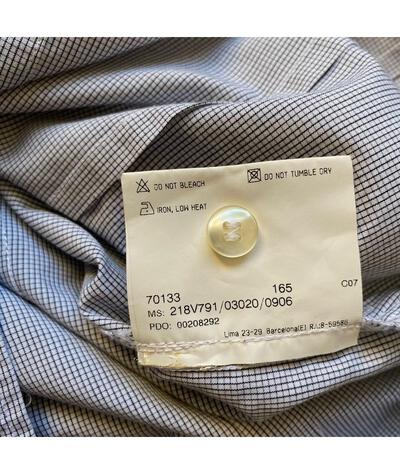 DO NOT BLEACH
DO NOT TUMBLE DRY
IRON, LOW HEAT
70133 165 C07
MS: 218V791/03020/0906
PDO: 00208292
Lima 23-29 Barcelona(E)